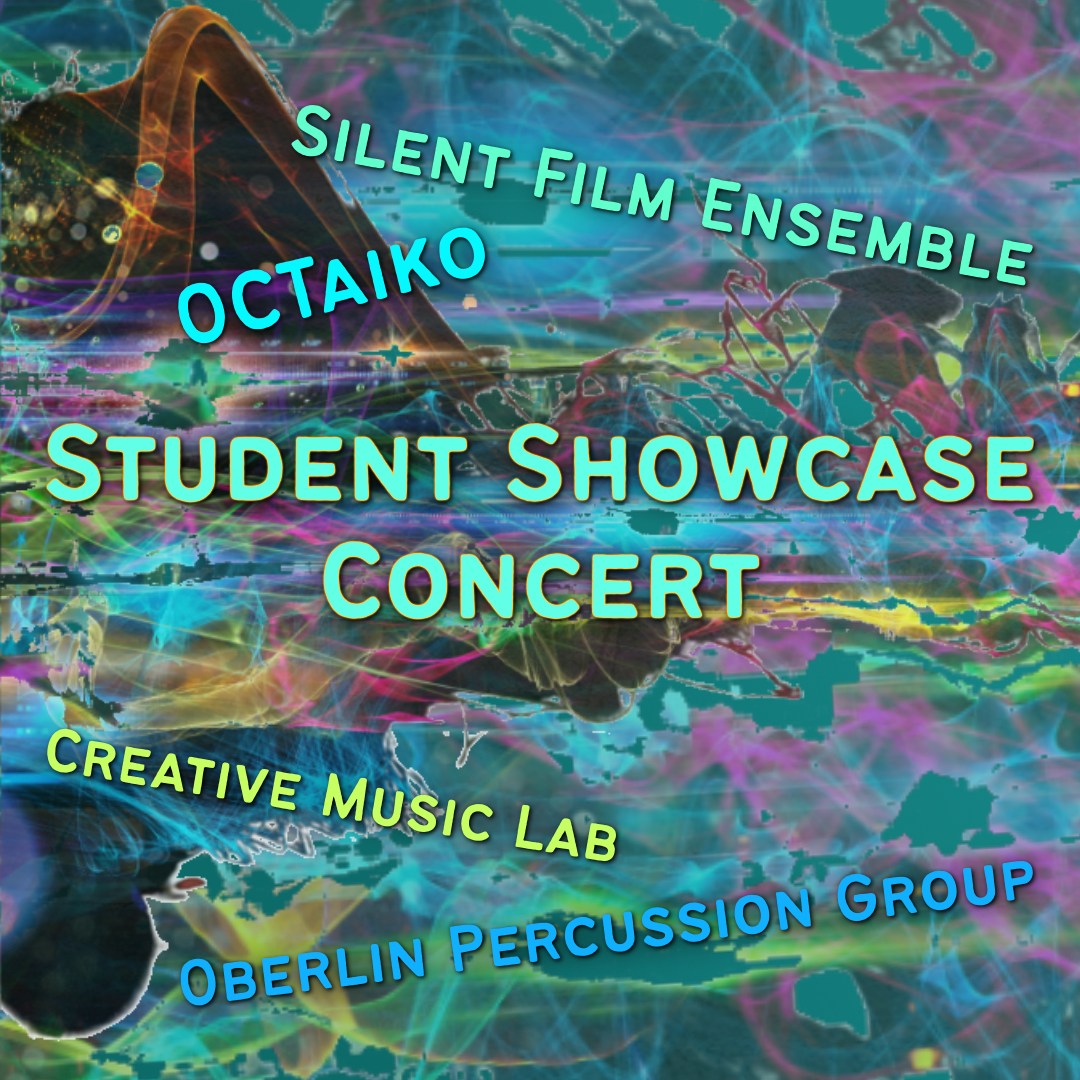 Silent Film Ensemble
OCTaiko
Student Showcase
Concert
Creative Music Lab
Oberlin Percussion Group